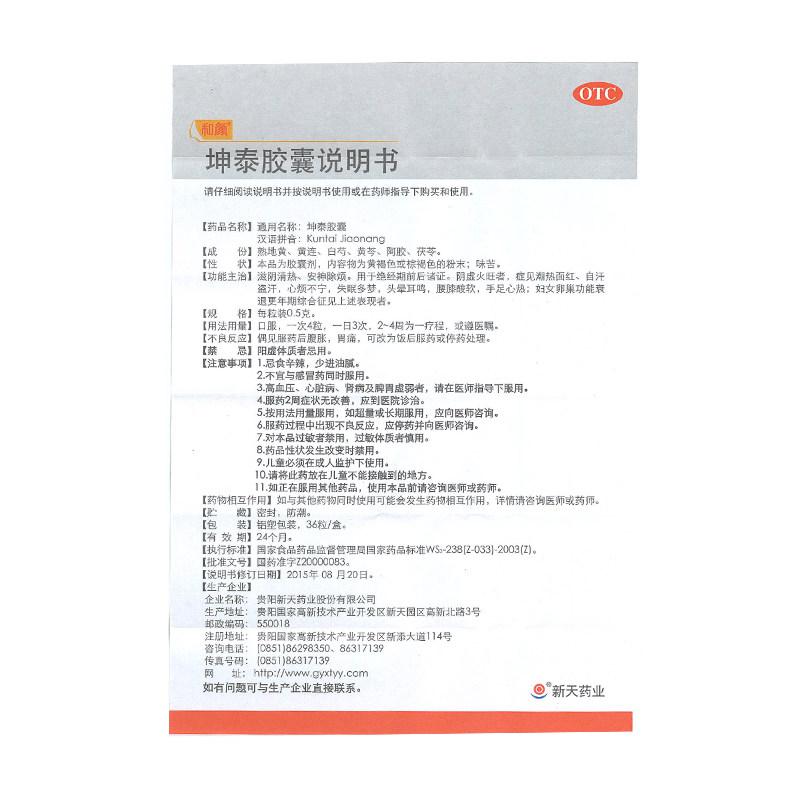 OTC
和颜®
坤泰胶囊说明书
请仔细阅读说明书并按说明书使用或在药师指导下购买和使用。
【药品名称】通用名称：坤泰胶囊
汉语拼音：Kuntai Jiaonang
【成　份】熟地黄、黄连、白芍、黄芩、阿胶、茯苓。
【性　状】本品为胶囊剂，内容物为黄褐色或棕褐色的粉末；味苦。
【功能主治】滋阴清热、安神除烦。用于绝经期前后诸证。阴虚火旺者，症见潮热面红、自汗
盗汗，心烦不宁，失眠多梦，头晕耳鸣，腰膝酸软，手足心热；妇女卵巢功能衰
退更年期综合征见上述表现者。
【规　格】每粒装0.5克。
【用法用量】口服，一次4粒，一日3次，2~4周为一疗程，或遵医嘱。
【不良反应】偶见服药后腹胀，胃痛，可改为饭后服药或停药处理。
【禁　忌】阳虚体质者忌用。
【注意事项】1.忌食辛辣，少进油腻。
2.不宜与感冒药同时服用。
3.高血压、心脏病、肾病及脾胃虚弱者，请在医师指导下服用。
4.服药2周症状无改善，应到医院诊治。
5.按用法用量服用，如超量或长期服用，应向医师咨询。
6.服药过程中出现不良反应，应停药并向医师咨询。
7.对本品过敏者禁用，过敏体质者慎用。
8.药品性状发生改变时禁用。
9.儿童必须在成人监护下使用。
10.请将此药放在儿童不能接触到的地方。
11.如正在服用其他药品，使用本品前请咨询医师或药师。
【药物相互作用】如与其他药物同时使用可能会发生药物相互作用，详情请咨询医师或药师。
【贮　藏】密封，防潮。
【包　装】铝塑包装，36粒/盒。
【有 效 期】24个月。
【执行标准】国家食品药品监督管理局国家药品标准WS₃-238(Z-033)-2003(Z)。
【批准文号】国药准字Z20000083。
【说明书修订日期】2015年 08 月20日。
【生产企业】
企业名称：贵阳新天药业股份有限公司
生产地址：贵阳国家高新技术产业开发区新天园区高新北路3号
邮政编码：550018
注册地址：贵阳国家高新技术产业开发区新添大道114号
咨询电话：(0851)86298350、86317139
传真号码：(0851)86317139
网　址：http://www.gyxtyy.com
如有问题可与生产企业直接联系。
®新天药业